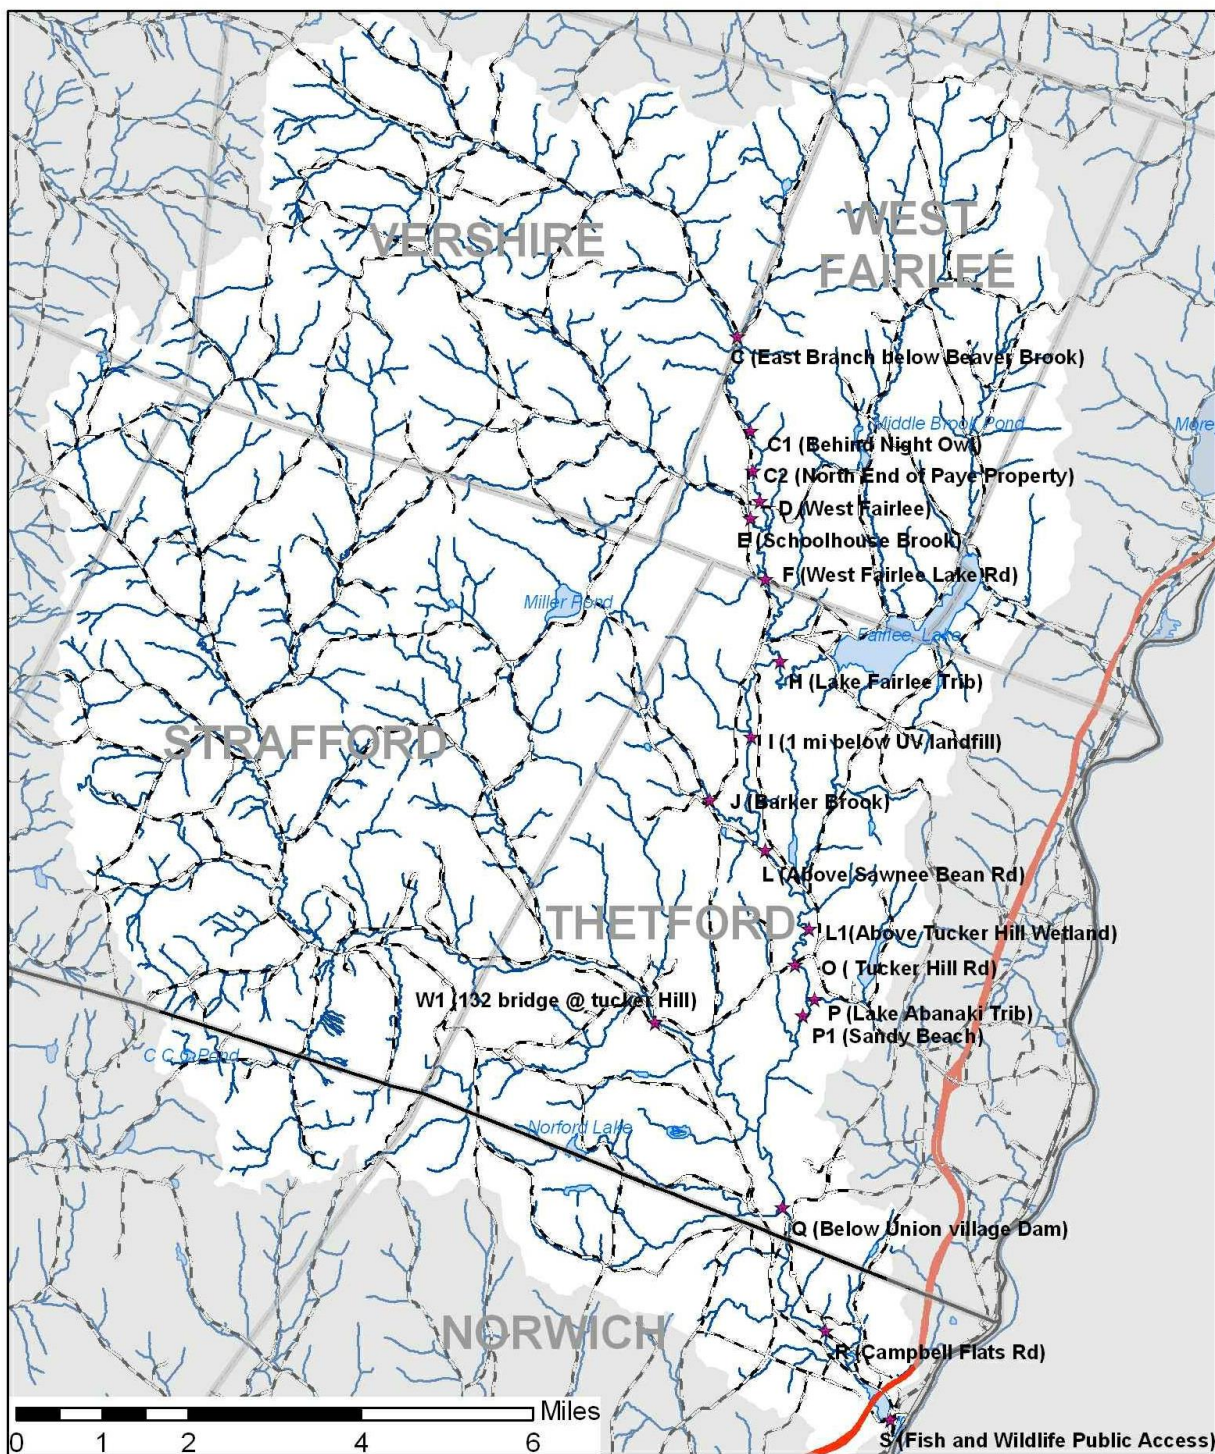 WEST
VERSHIRE
FAIRLEE
C (East Branch below Beaver Brook)
Middle Brook Pond
More
C1 (Behind Night Owl)
C2 (North End of Paye Property)
D (West Fairlee)
E (Schoolhouse Brook)
F (West Fairlee Lake Rd)
Miller Pond
Fairlee, Lake
H (Lake Fairlee Trib)
STRAFFORD
I (1 mi below UV landfill)
J (Barker Brook)
L (Above Sawnee Bean Rd)
THETFORD
L1(Above Tucker Hill Wetland)
O ( Tucker Hill Rd)
W1 (132 bridge @ tucker Hill)
P (Lake Abanaki Trib)
P1 (Sandy Beach)
C C C Pond
Norford Lake
Q (Below Union village Dam)
NORWICH
R (Campbell Flats Rd)
Miles
0 1 2 4 6
S (Fish and Wildlife Public Access)